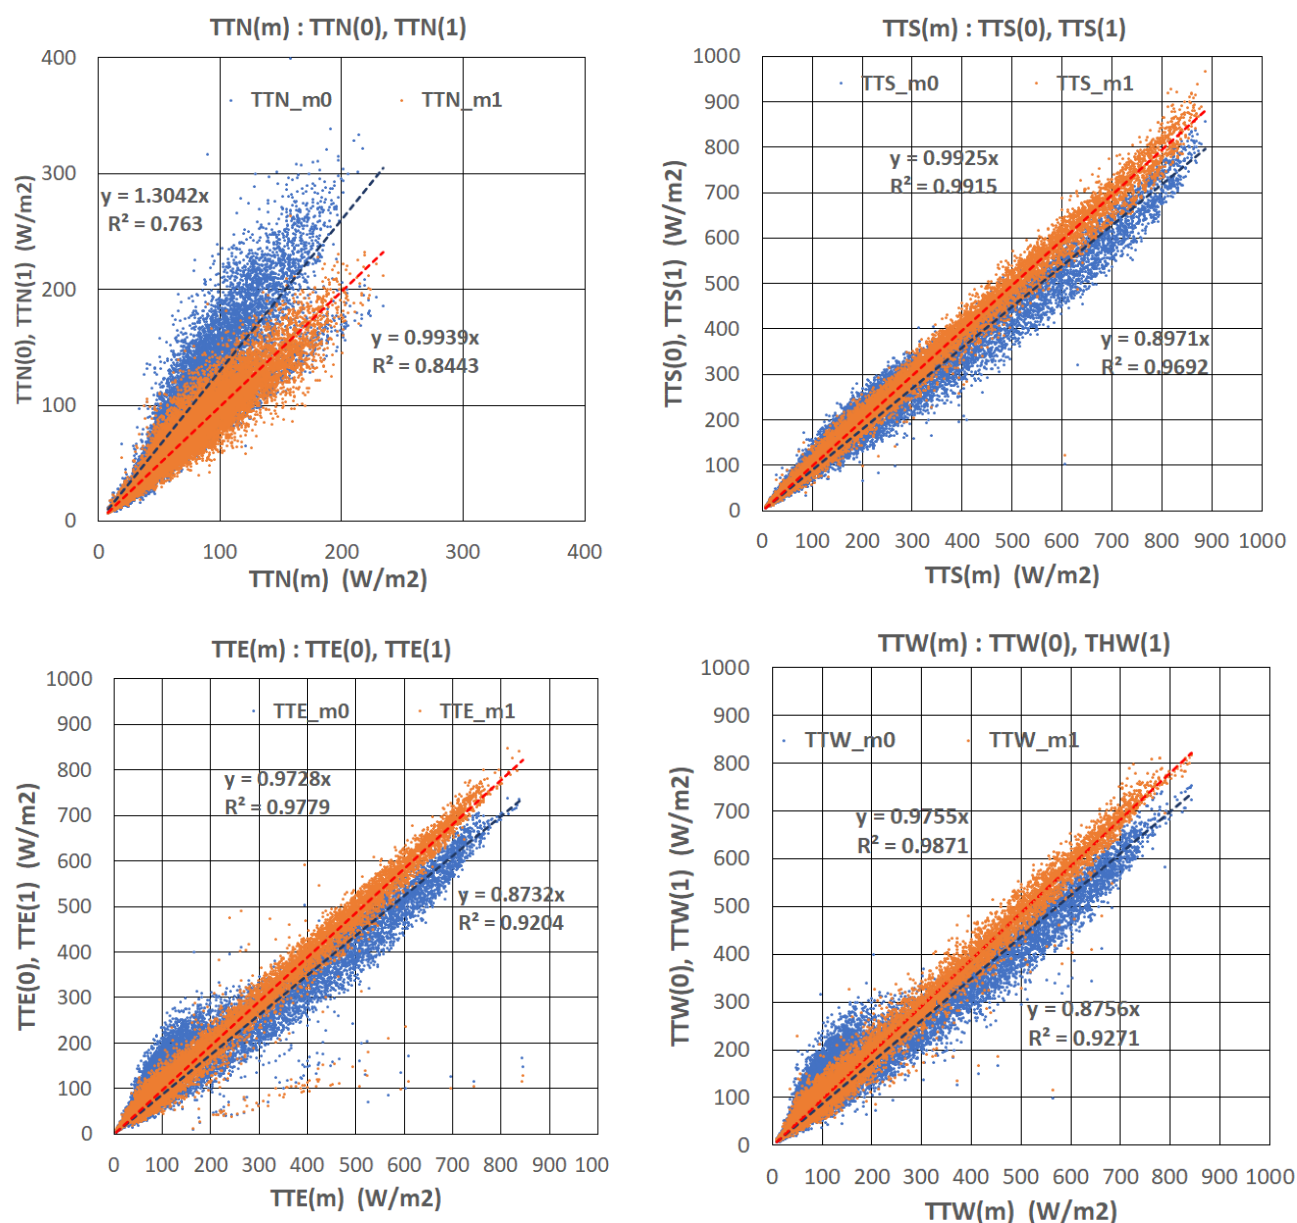 TTN(m) : TTN(0), TTN(1)
400
300
200
100
0
TTN_m0 TTN_m1
y = 1.3042x
R² = 0.763
y = 0.9939x
R² = 0.8443
TTN(0), TTN(1) (W/m2)
0 100 200 300 400
TTN(m) (W/m2)
TTS(m) : TTS(0), TTS(1)
1000
900
800
700
600
500
400
300
200
100
0
TTS_m0 TTS_m1
y = 0.9925x
R² = 0.9915
y = 0.8971x
R² = 0.9692
TTS(0), TTS(1) (W/m2)
0 100 200 300 400 500 600 700 800 900 1000
TTS(m) (W/m2)
TTE(m) : TTE(0), TTE(1)
1000
900
800
700
600
500
400
300
200
100
0
TTE_m0 TTE_m1
y = 0.9728x
R² = 0.9779
y = 0.8732x
R² = 0.9204
TTE(0), TTE(1) (W/m2)
0 100 200 300 400 500 600 700 800 900 1000
TTE(m) (W/m2)
TTW(m) : TTW(0), THW(1)
1000
900
800
700
600
500
400
300
200
100
0
TTW_m0 TTW_m1
y = 0.9755x
R² = 0.9871
y = 0.8756x
R² = 0.9271
TTW(0), TTW(1) (W/m2)
0 100 200 300 400 500 600 700 800 900 1000
TTW(m) (W/m2)